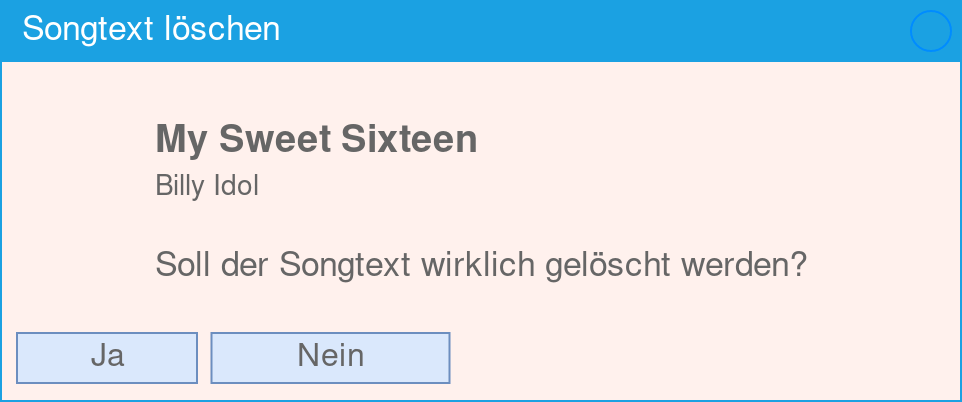 Songtext löschen
My Sweet Sixteen
Billy Idol
Soll der Songtext wirklich gelöscht werden?
Ja
Nein